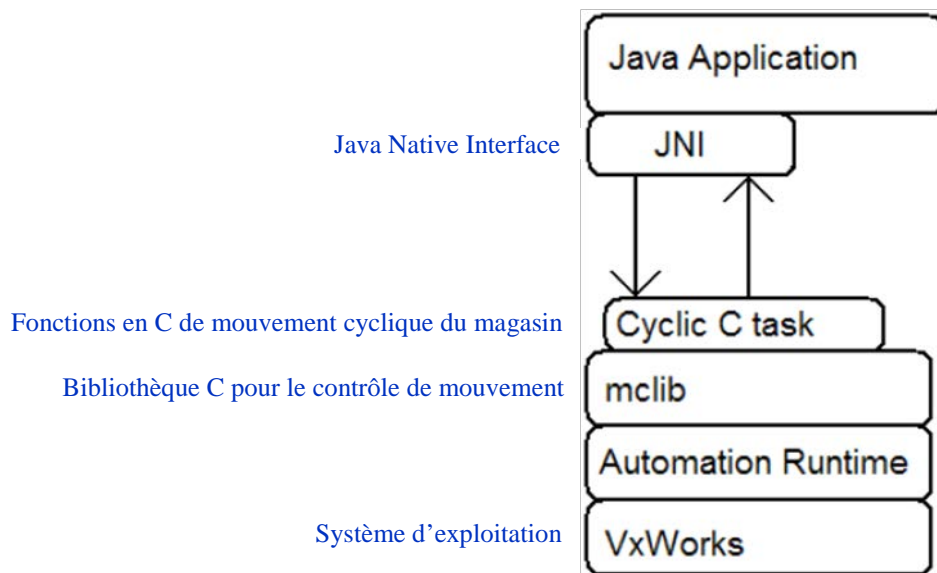 Java Application
Java Native Interface
JNI
Fonctions en C de mouvement cyclique du magasin
Cyclic C task
Bibliothèque C pour le contrôle de mouvement
mclib
Automation Runtime
Système d'exploitation
VxWorks